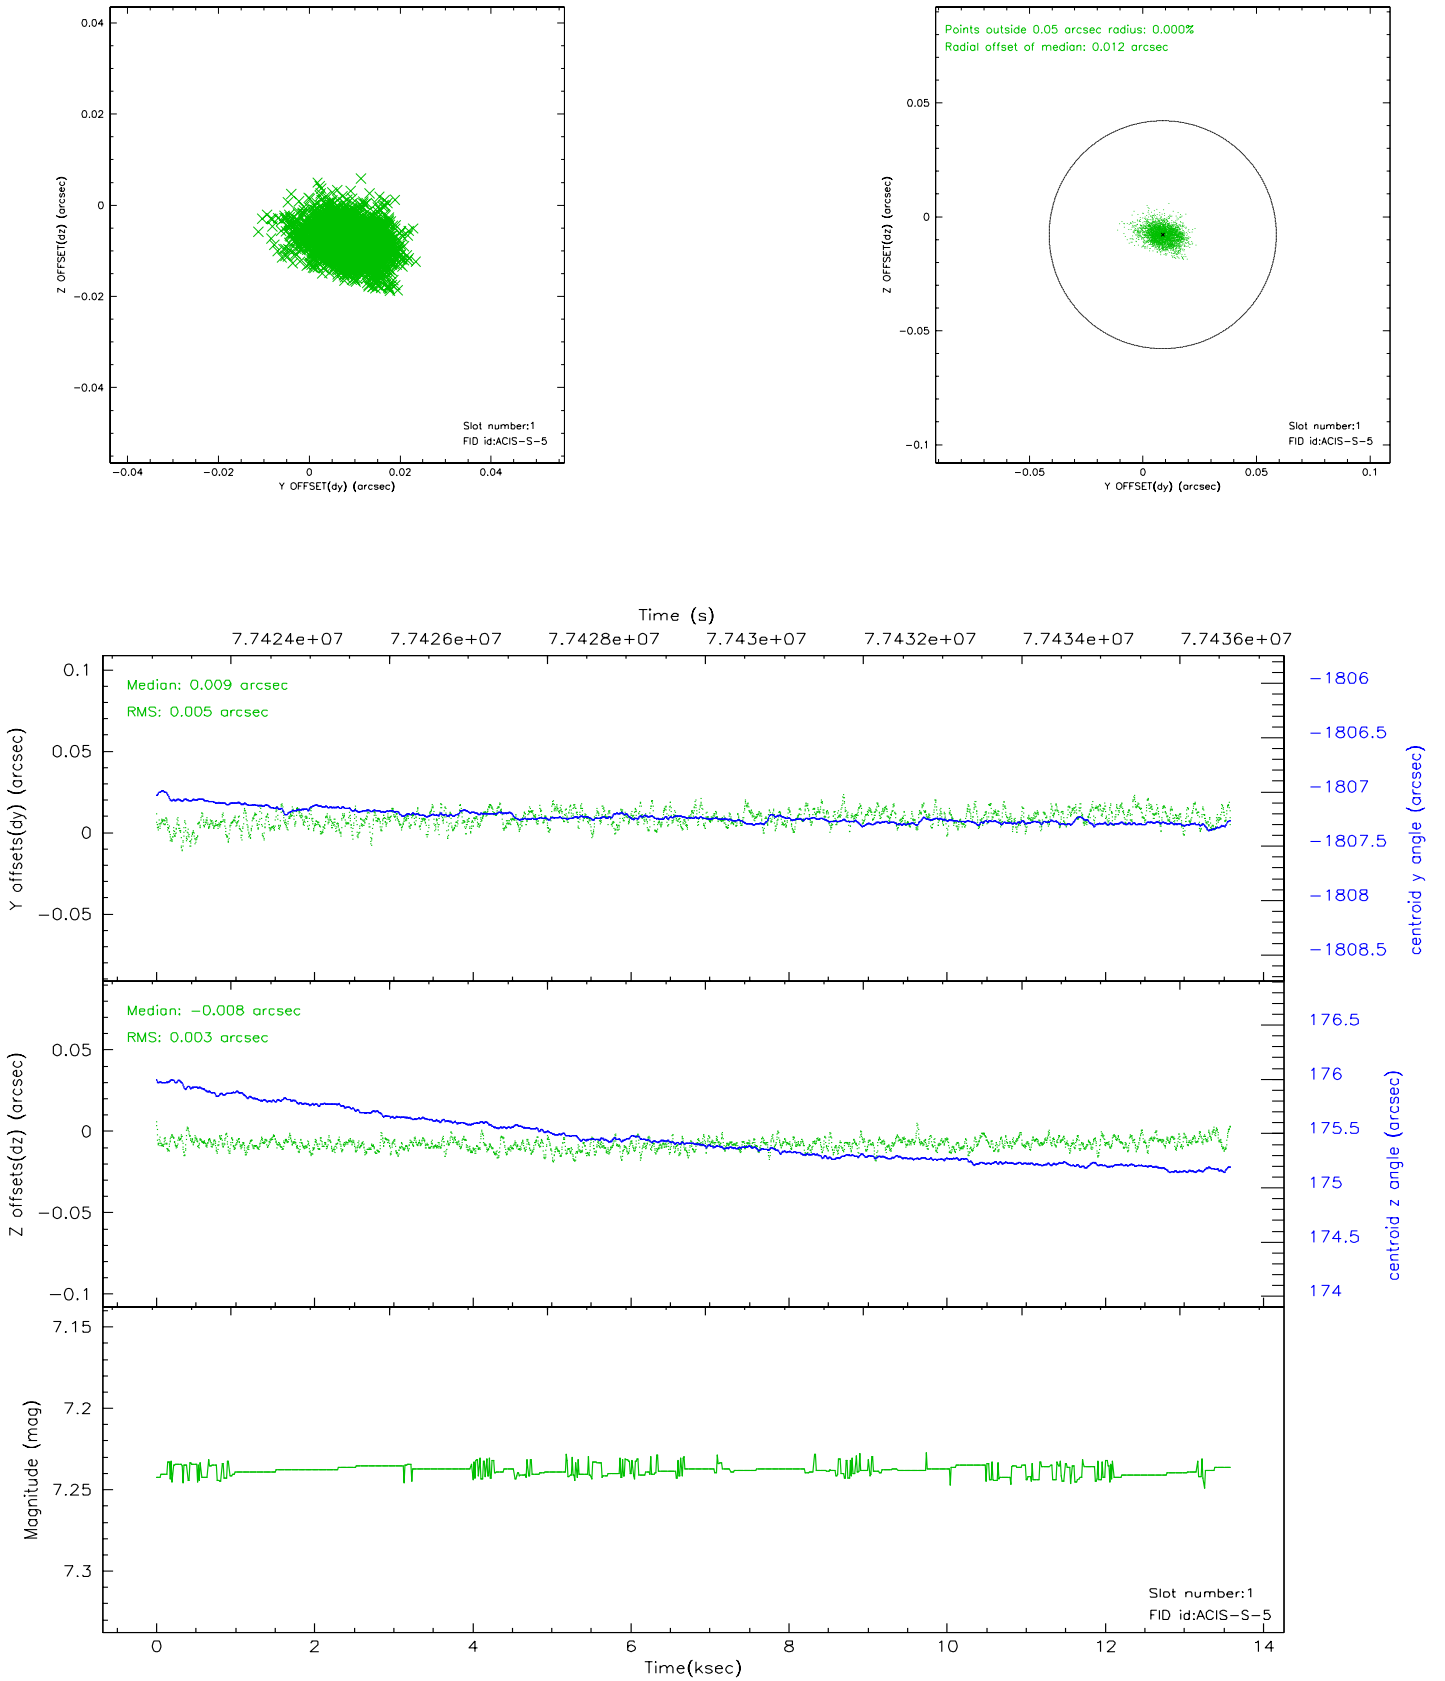 0.04
0.02
0
−0.02
−0.04
Z OFFSET(dz) (arcsec)
Slot number:1
FID id:ACIS−S−5
−0.04
−0.02
0
0.02
0.04
Y OFFSET(dy) (arcsec)
Points outside 0.05 arcsec radius: 0.000%
Radial offset of median: 0.012 arcsec
0.05
0
−0.05
−0.1
Z OFFSET(dz) (arcsec)
Slot number:1
FID id:ACIS−S−5
−0.05
0
0.05
0.1
Y OFFSET(dy) (arcsec)
Time (s)
7.7424e+07
7.7426e+07
7.7428e+07
7.743e+07
7.7432e+07
7.7434e+07
7.7436e+07
Median: 0.009 arcsec
RMS: 0.005 arcsec
0.1
0.05
0
−0.05
Y offsets(dy) (arcsec)
−1806
−1806.5
−1807
−1807.5
−1808
−1808.5
centroid y angle (arcsec)
Median: −0.008 arcsec
RMS: 0.003 arcsec
0.05
0
−0.05
−0.1
Z offsets(dz) (arcsec)
176.5
176
175.5
175
174.5
174
centroid z angle (arcsec)
7.15
7.2
7.25
7.3
Magnitude (mag)
Slot number:1
FID id:ACIS−S−5
0
2
4
6
8
10
12
14
Time(ksec)